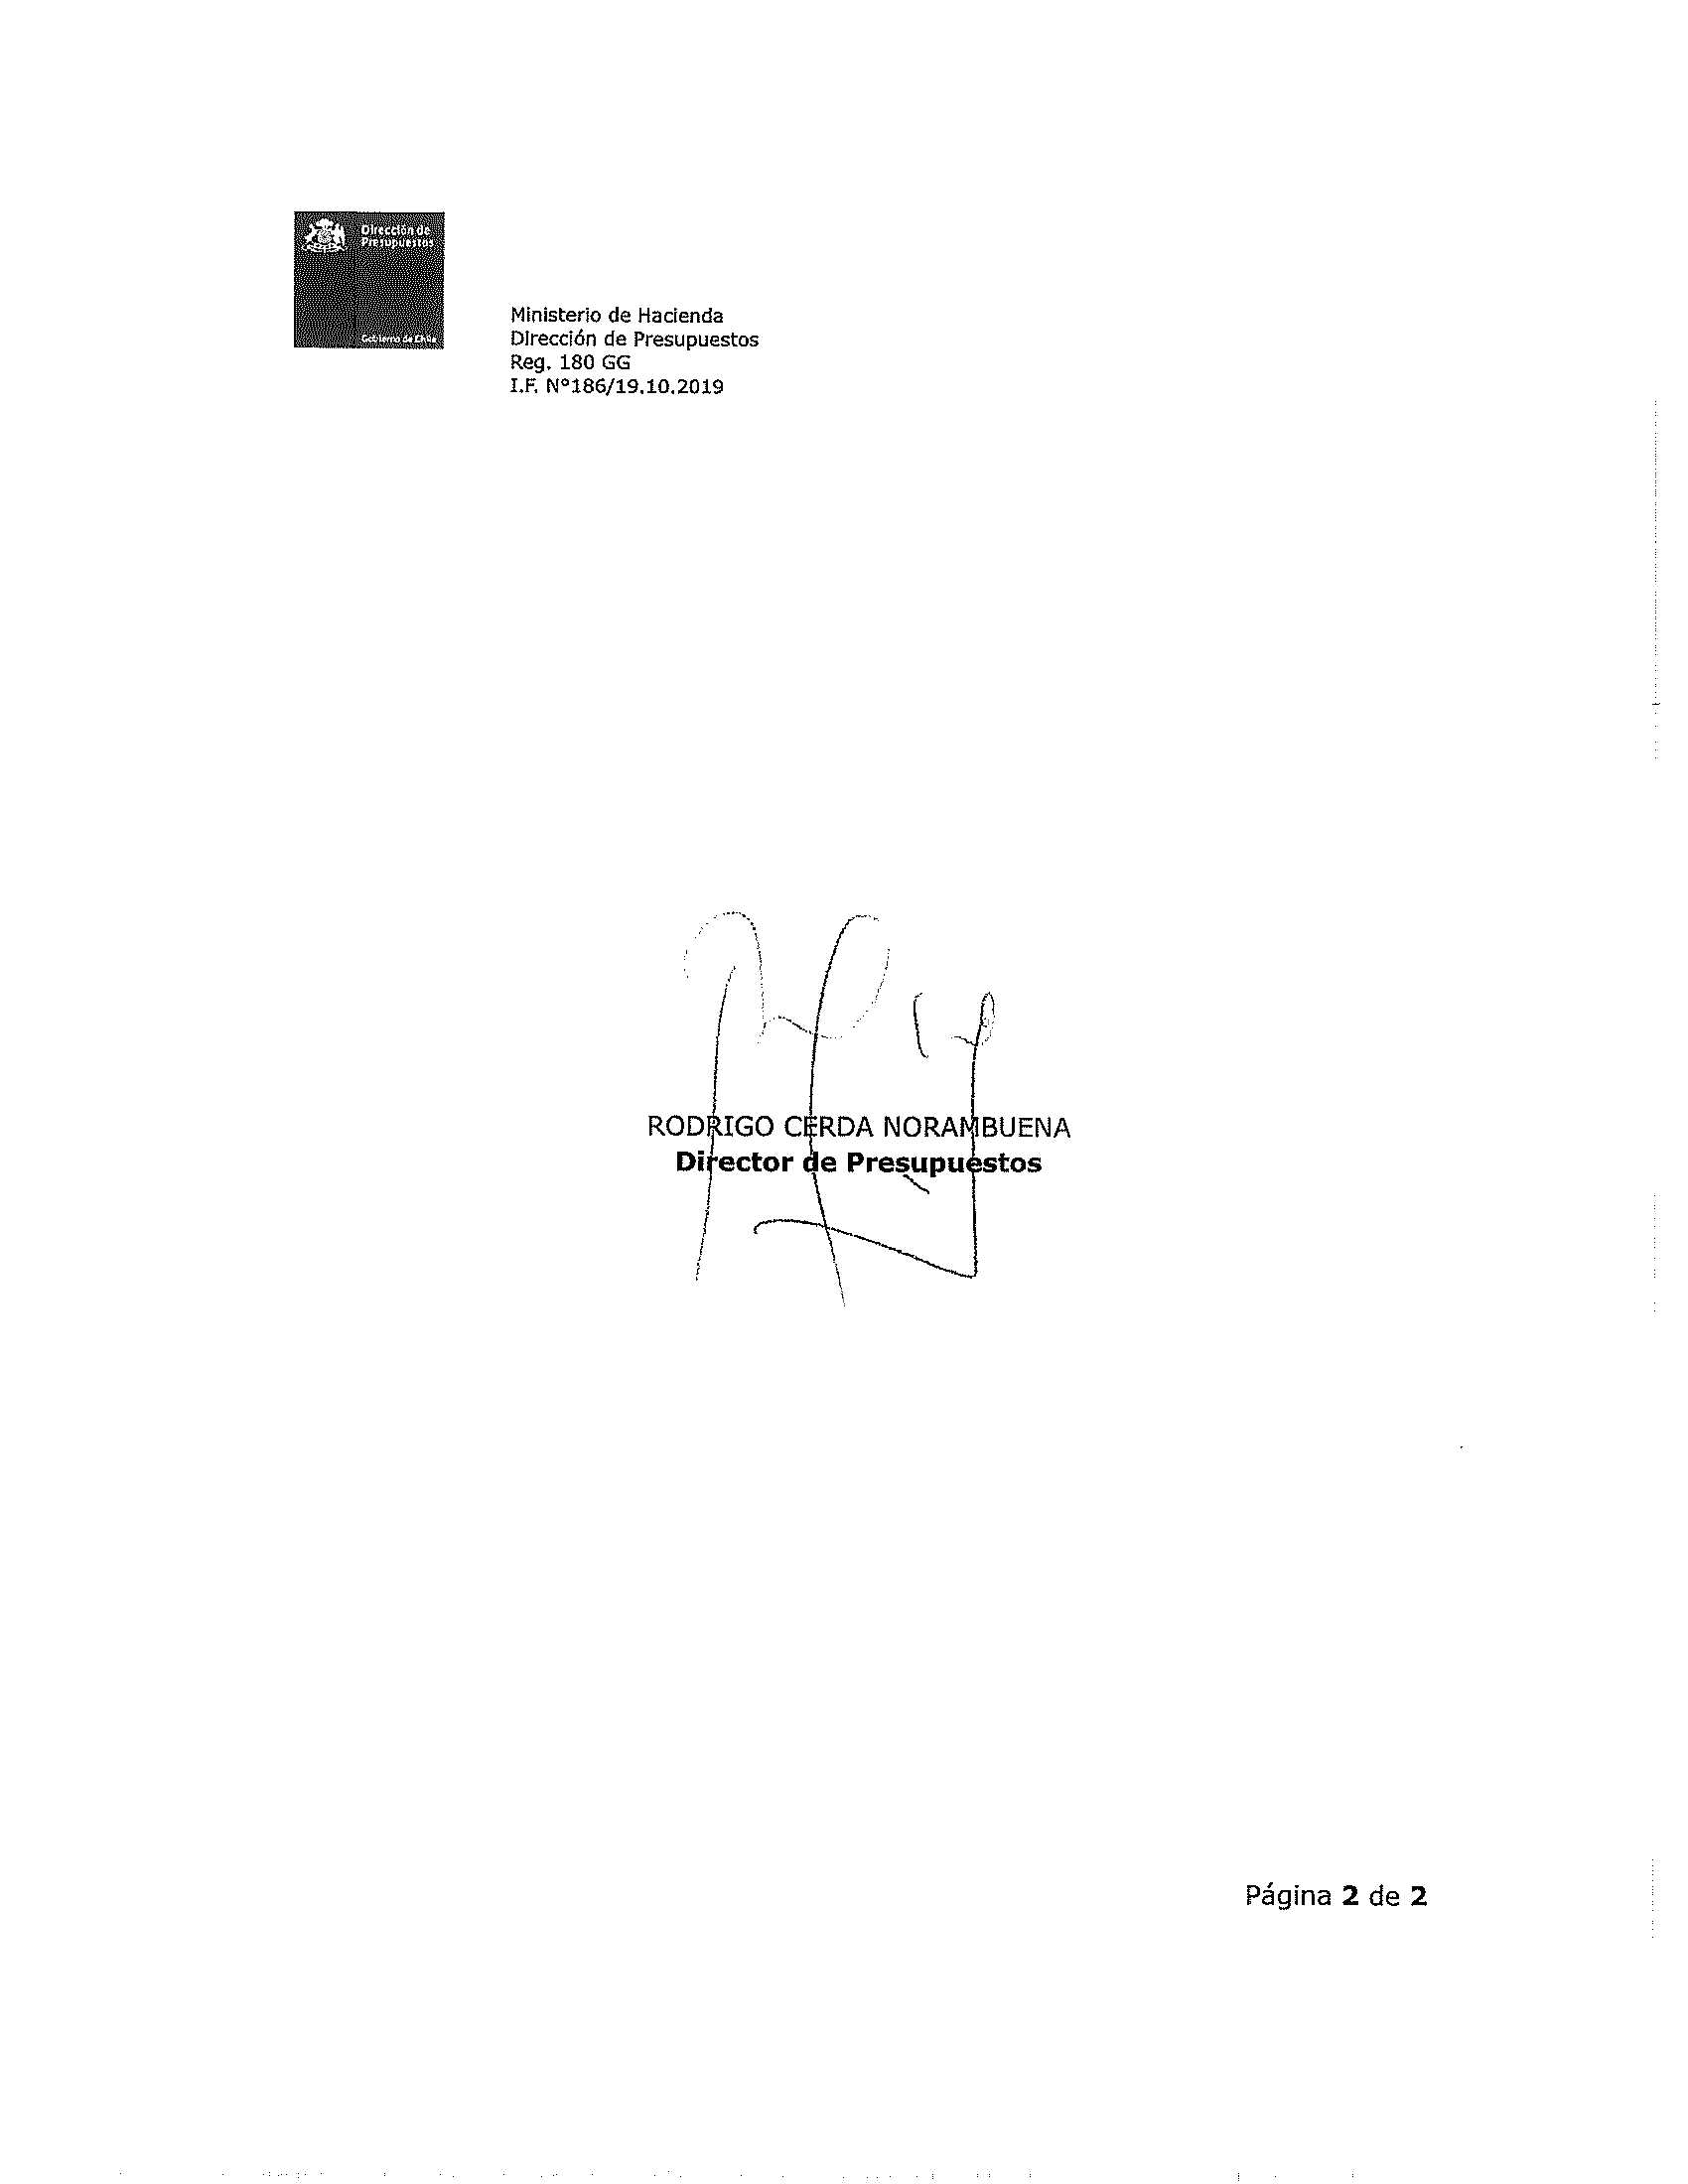 Dirección de
Presupuestos
Gobierno de Chile
Ministerio de Hacienda
Dirección de Presupuestos
Reg. 180 GG
I.F. N°186/19.10.2019
RODRIGO CERDA NORAMBUENA
Director de Presupuestos
Página 2 de 2